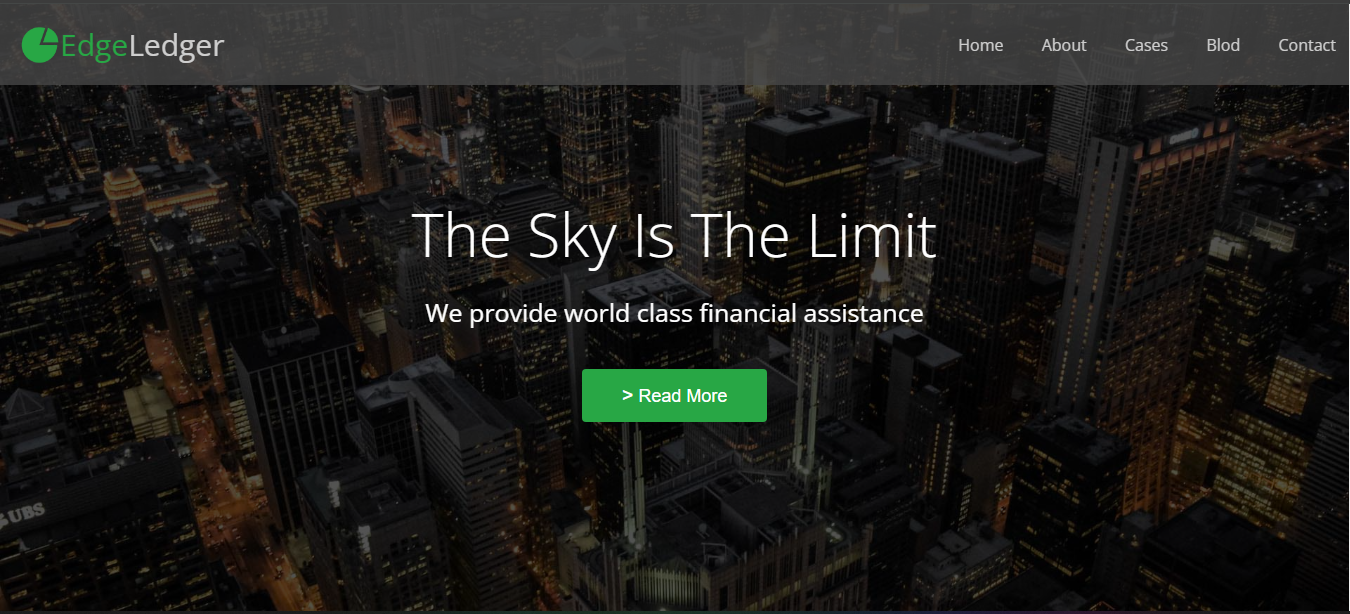 EdgeLedger
Home About Cases Blod Contact
The Sky Is The Limit
We provide world class financial assistance
> Read More
UBS